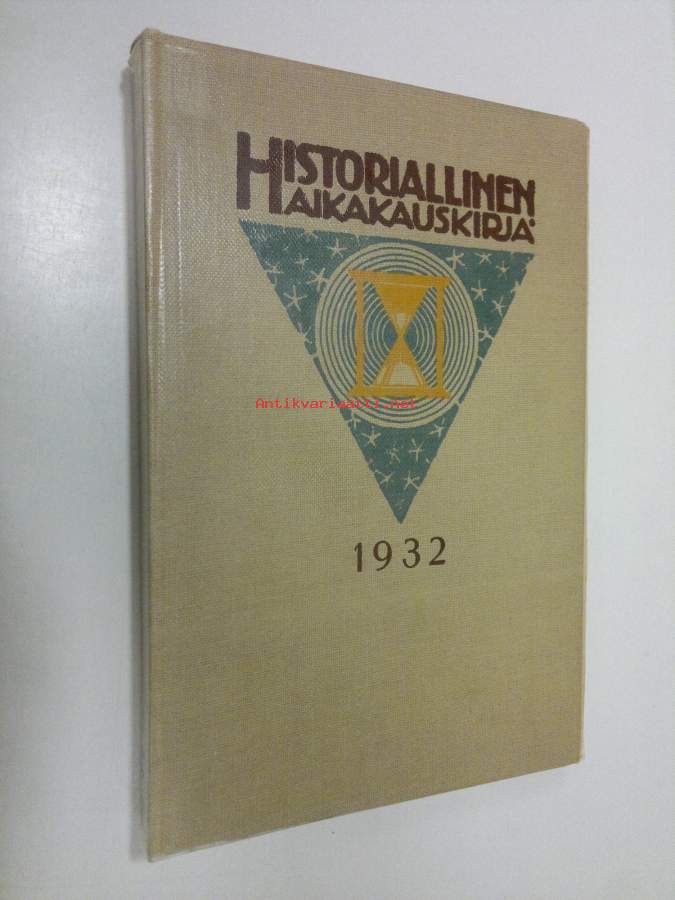 HISTORIALLINEN
AIKAKAUSKIRJA
Antikvariaatti.net
1932